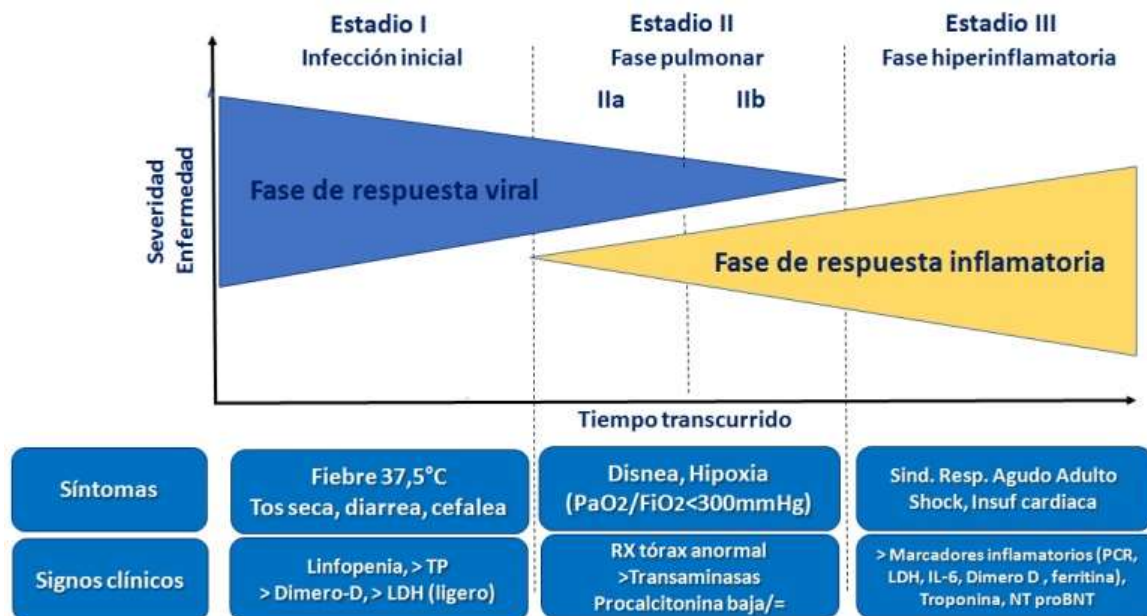 Estadio I
Infección inicial
Estadio II
Fase pulmonar
IIa
IIb
Estadio III
Fase hiperinflamatoria
Severidad
Enfermedad
Fase de respuesta viral
Fase de respuesta inflamatoria
Tiempo transcurrido
Síntomas
Fiebre 37,5°C
Tos seca, diarrea, cefalea
Disnea, Hipoxia
(PaO2/FiO2<300mmHg)
Sind. Resp. Agudo Adulto
Shock, Insuf cardiaca
Signos clínicos
Linfopenia, > TP
> Dimero-D, > LDH (ligero)
RX tórax anormal
>Transaminasas
Procalcitonina baja/=
> Marcadores inflamatorios (PCR,
LDH, IL-6, Dimero D , ferritina),
Troponina, NT proBNT